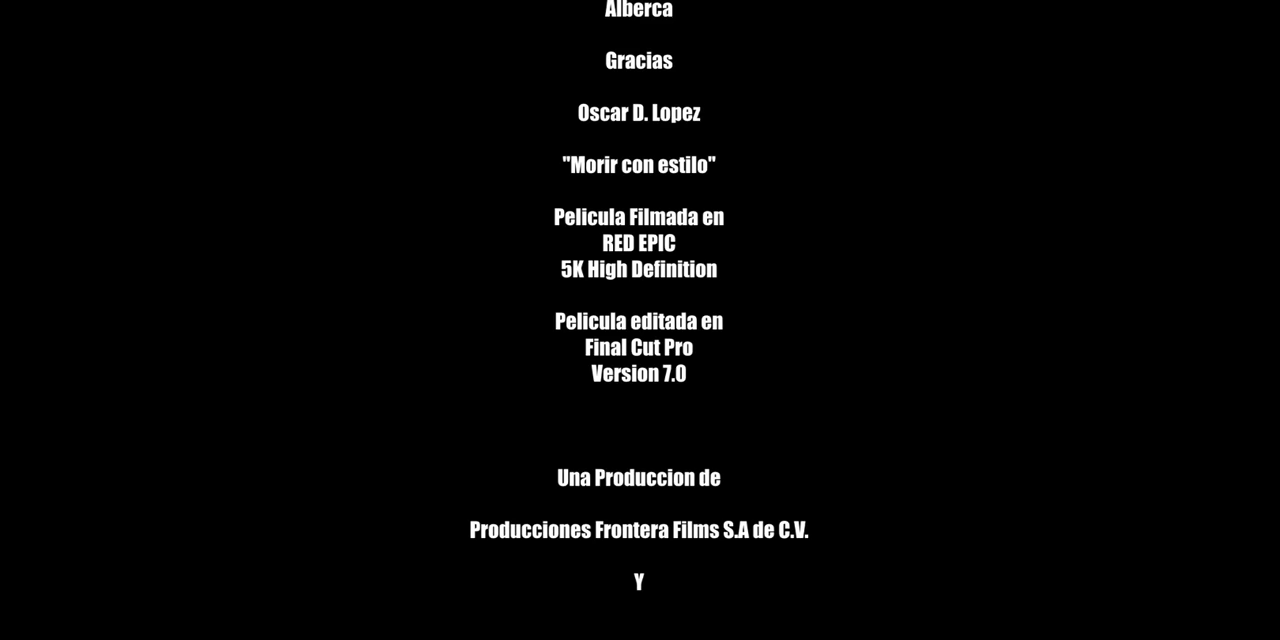 Alberca
Gracias
Oscar D. Lopez
"Morir con estilo"
Pelicula Filmada en
RED EPIC
5K High Definition
Pelicula editada en
Final Cut Pro
Version 7.0
Una Produccion de
Producciones Frontera Films S.A de C.V.
Y